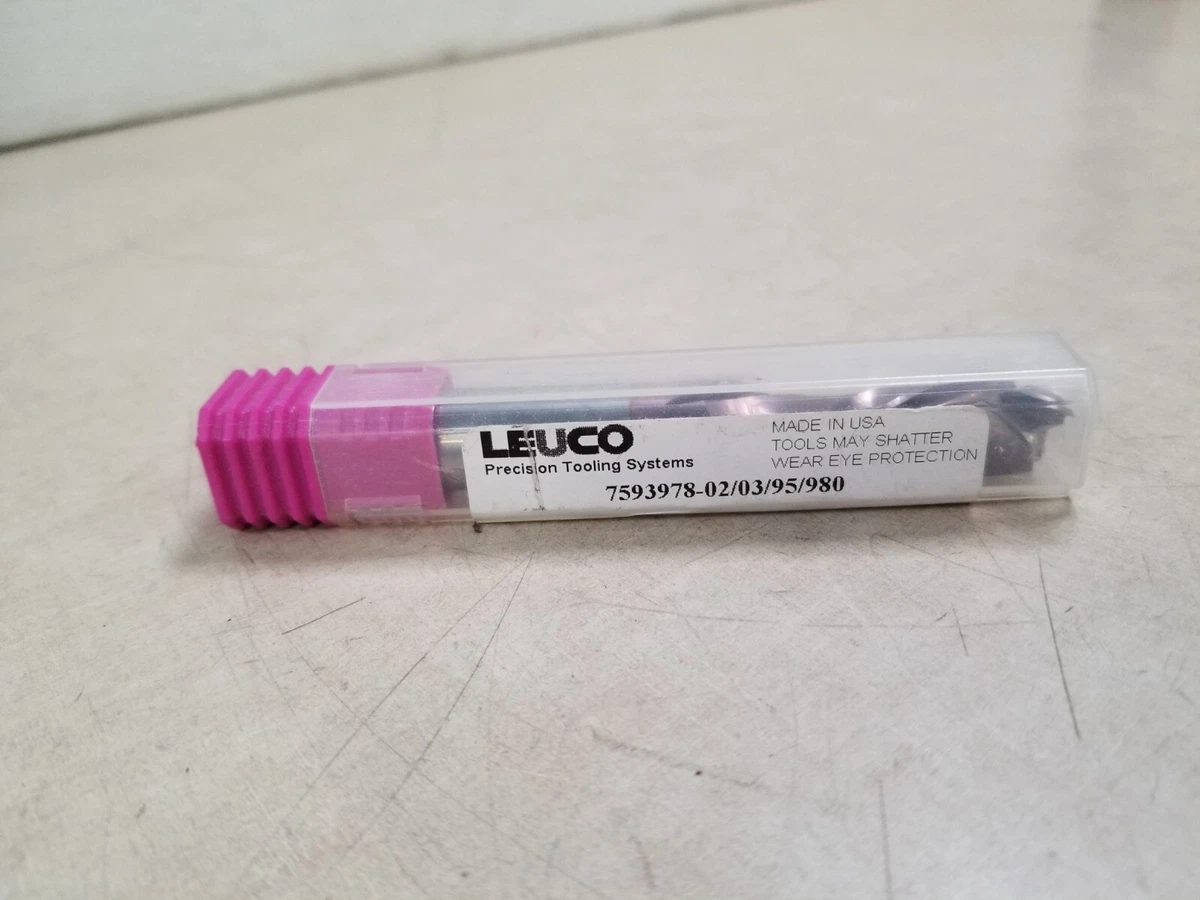 LEUCO
Precision Tooling Systems
MADE IN USA
TOOLS MAY SHATTER
WEAR EYE PROTECTION
7593978-02/03/95/980